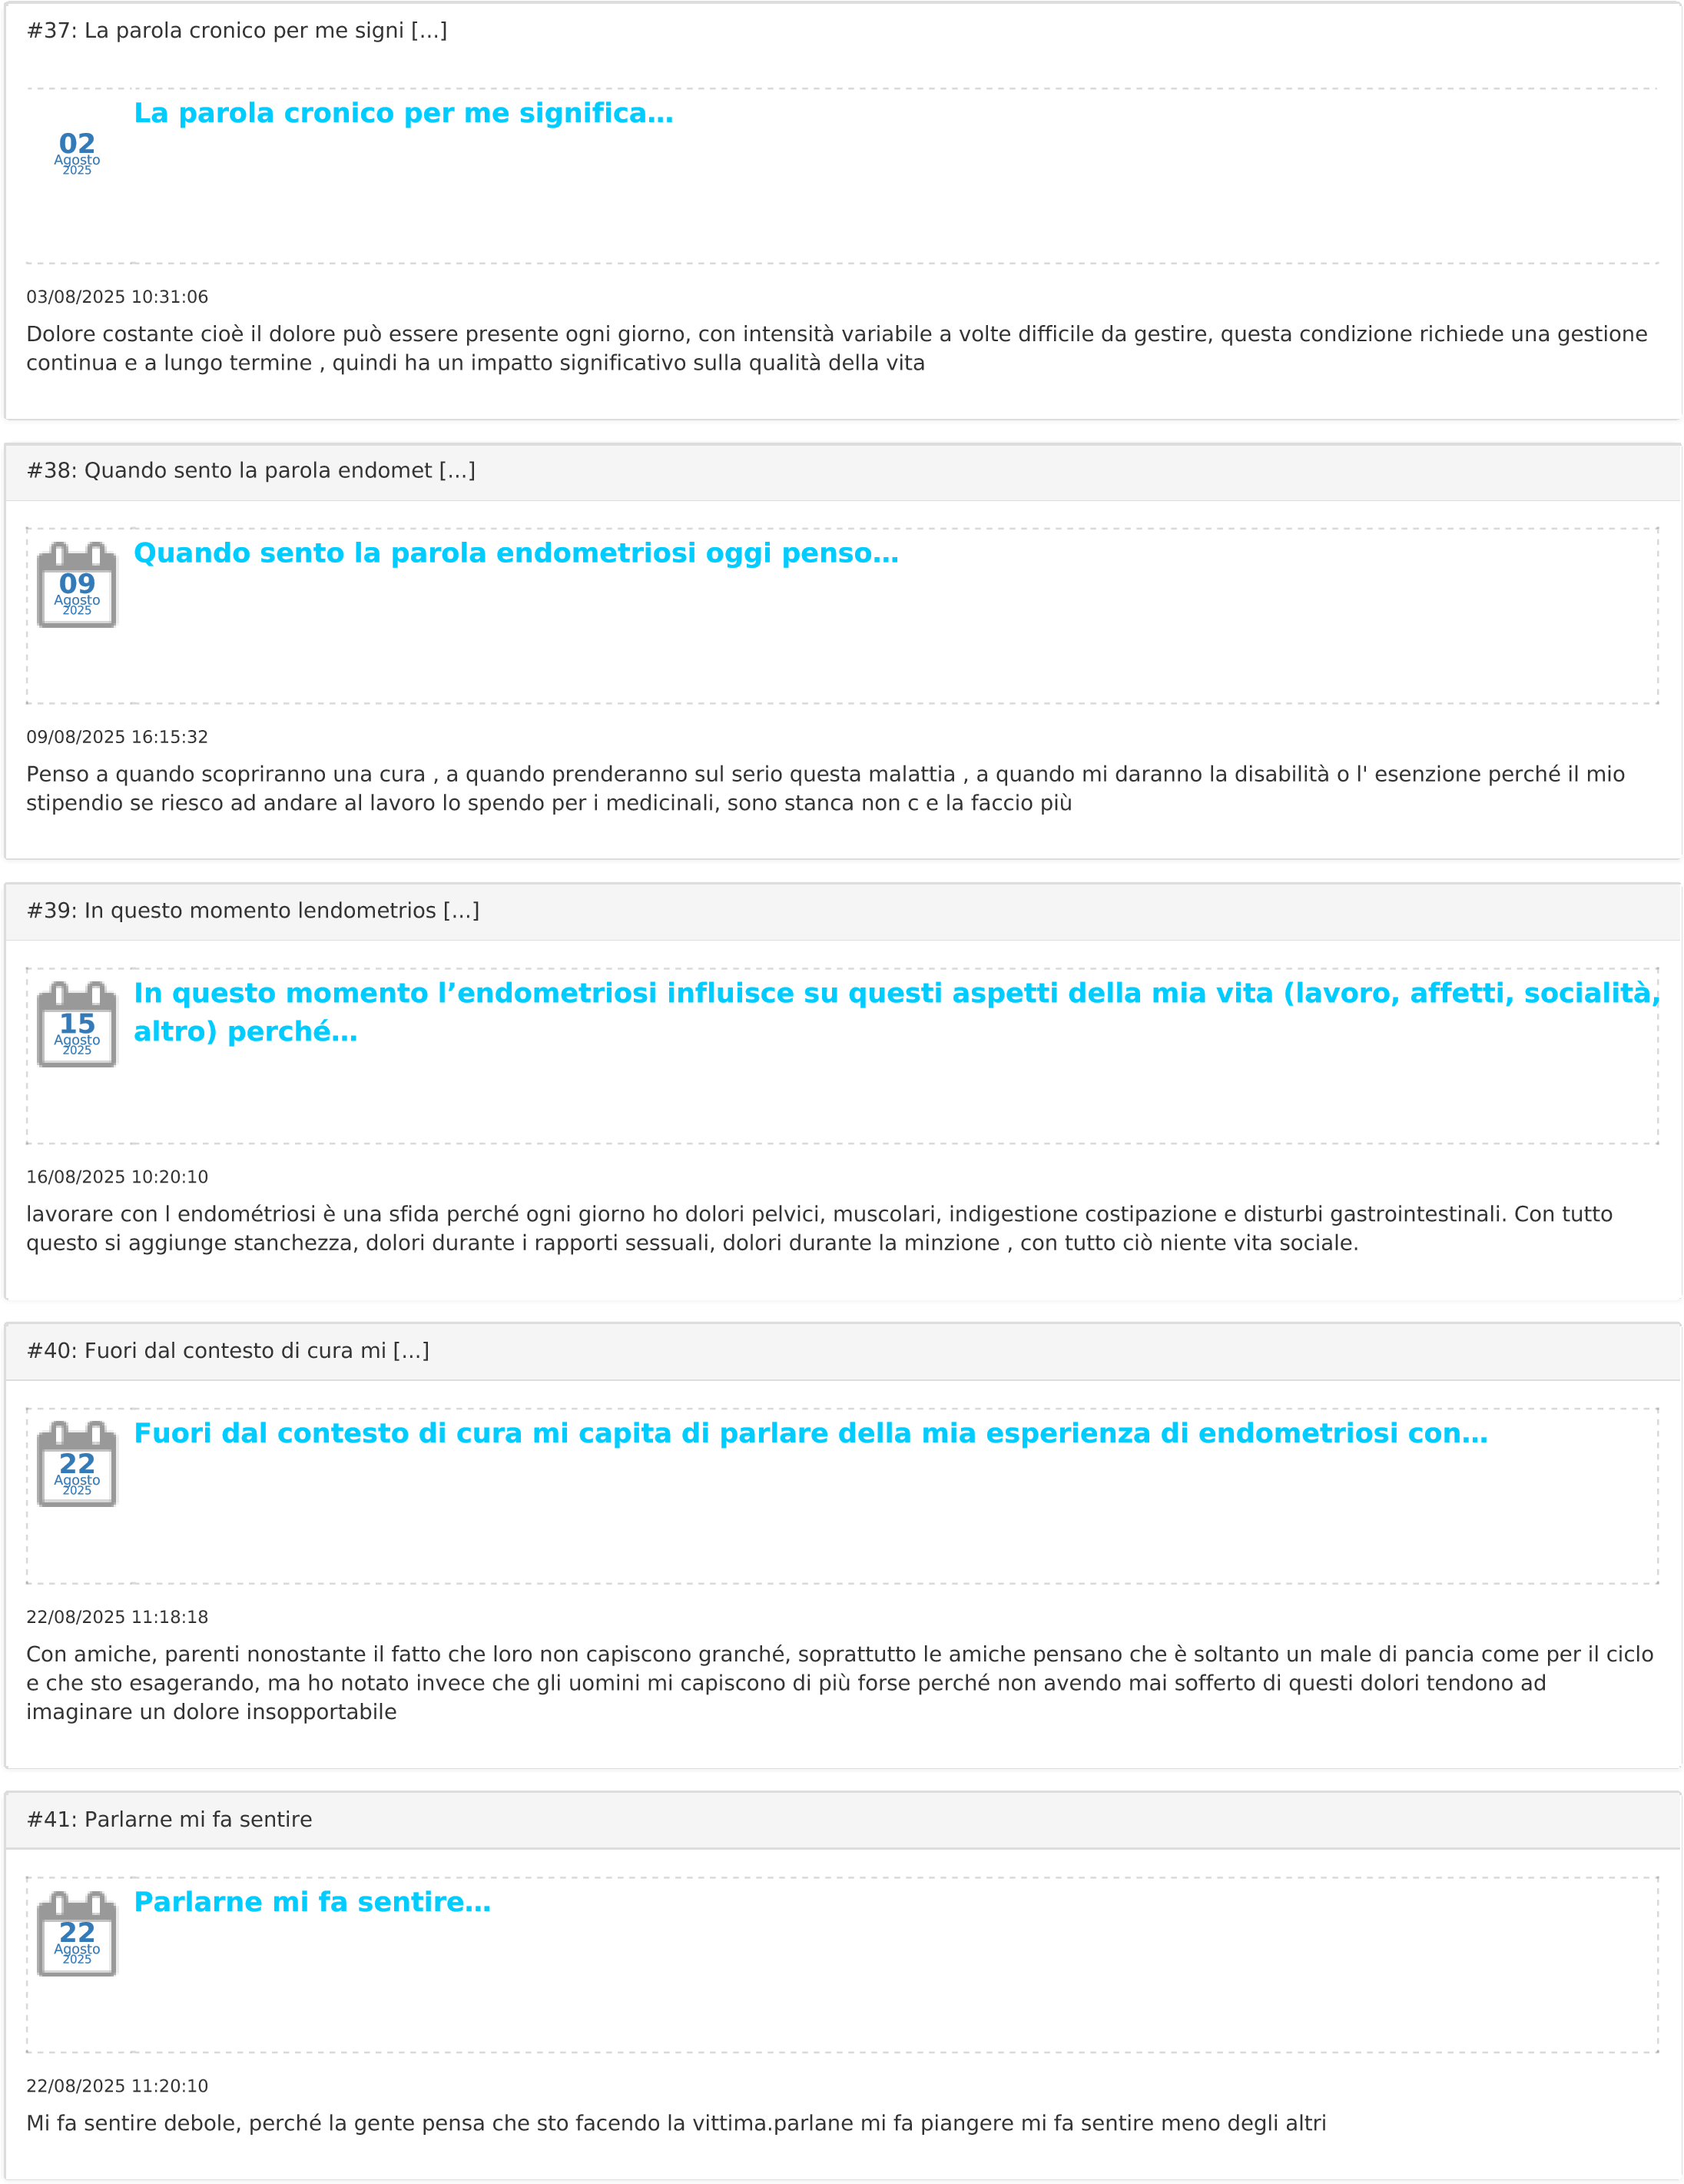 #37: La parola cronico per me signi [...]
La parola cronico per me significa...
02
Agosto
2025
03/08/2025 10:31:06
Dolore costante cioè il dolore può essere presente ogni giorno, con intensità variabile a volte difficile da gestire, questa condizione richiede una gestione
continua e a lungo termine , quindi ha un impatto significativo sulla qualità della vita
#38: Quando sento la parola endomet [...]
Quando sento la parola endometriosi oggi penso...
09
Agosto
2025
09/08/2025 16:15:32
Penso a quando scopriranno una cura , a quando prenderanno sul serio questa malattia , a quando mi daranno la disabilità o l' esenzione perché il mio
stipendio se riesco ad andare al lavoro lo spendo per i medicinali, sono stanca non c e la faccio più
#39: In questo momento lendometrios [...]
In questo momento l’endometriosi influisce su questi aspetti della mia vita (lavoro, affetti, socialità,
altro) perché...
15
Agosto
2025
16/08/2025 10:20:10
lavorare con l endométriosi è una sfida perché ogni giorno ho dolori pelvici, muscolari, indigestione costipazione e disturbi gastrointestinali. Con tutto
questo si aggiunge stanchezza, dolori durante i rapporti sessuali, dolori durante la minzione , con tutto ciò niente vita sociale.
#40: Fuori dal contesto di cura mi [...]
Fuori dal contesto di cura mi capita di parlare della mia esperienza di endometriosi con...
22
Agosto
2025
22/08/2025 11:18:18
Con amiche, parenti nonostante il fatto che loro non capiscono granché, soprattutto le amiche pensano che è soltanto un male di pancia come per il ciclo
e che sto esagerando, ma ho notato invece che gli uomini mi capiscono di più forse perché non avendo mai sofferto di questi dolori tendono ad
imaginare un dolore insopportabile
#41: Parlarne mi fa sentire
Parlarne mi fa sentire...
22
Agosto
2025
22/08/2025 11:20:10
Mi fa sentire debole, perché la gente pensa che sto facendo la vittima.parlane mi fa piangere mi fa sentire meno degli altri